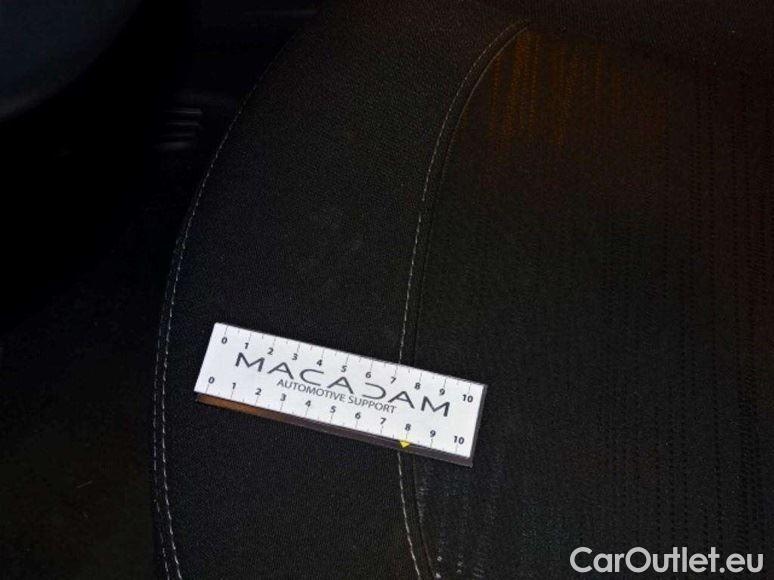 0 1 2 3 4 5 6 7 8 9 10
MACADAM
AUTOMOTIVE SUPPORT
0 1 2 3 4 5 6 7 8 9 10
CarOutlet.eu